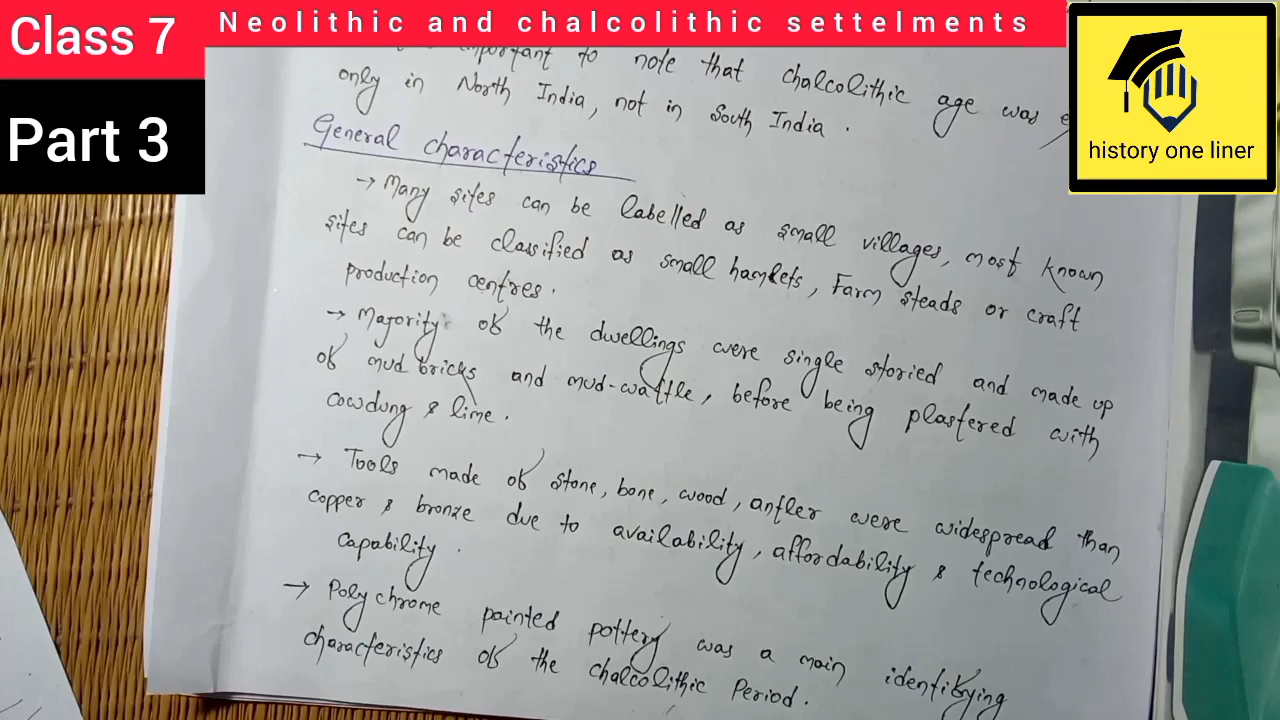 Class 7
Neolithic and chalcolithic settelments
Part 3
history one liner
important to note that chalcolithic age was
only in North India, not in South India.
General characteristics
→ Many sites can be labelled as small villages, most known
sites can be classified as small hamlets, Farm steads or craft
production centres.
→ Majority of the dwellings were single storied and made up
of mud bricks and mud-wattle, before being plastered with
cowdung & lime.
→ Tools made of stone, bone, wood, antler were widespread than
copper & bronze due to availability, affordability & technological
capability.
→ Poly chrome painted pottery was a main identifying
characteristics of the chalcolithic Period.